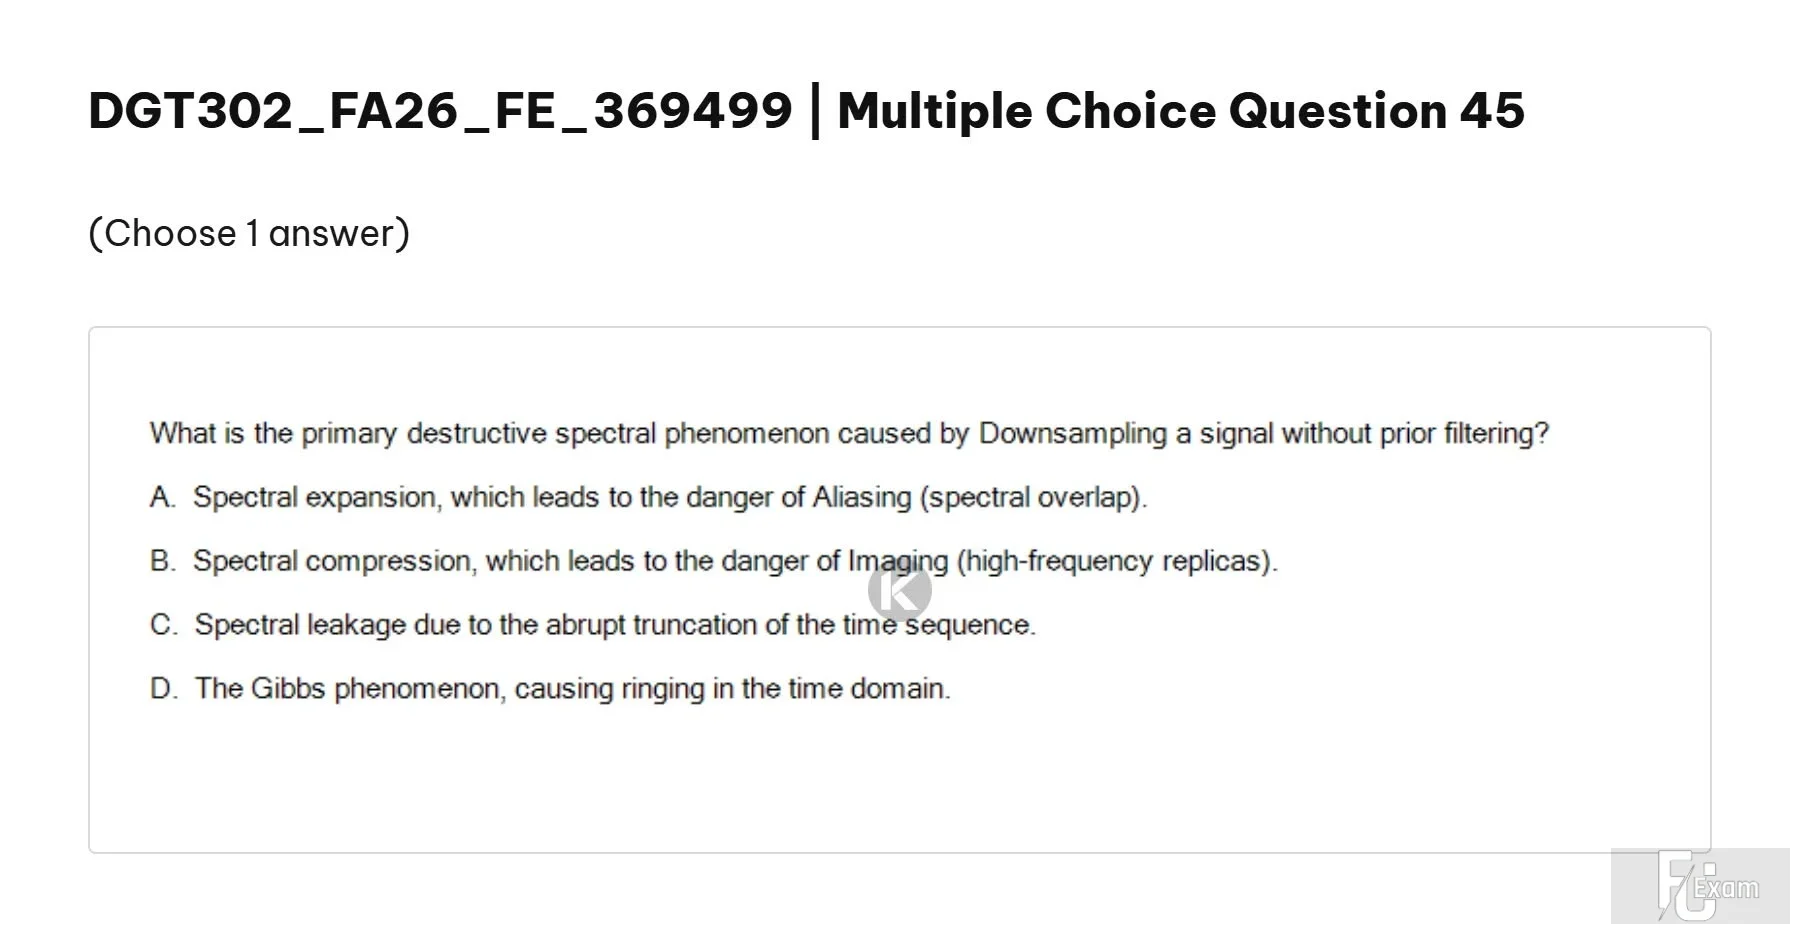 DGT302_FA26_FE_369499 | Multiple Choice Question 45
(Choose 1 answer)
What is the primary destructive spectral phenomenon caused by Downsampling a signal without prior filtering?
A. Spectral expansion, which leads to the danger of Aliasing (spectral overlap).
B. Spectral compression, which leads to the danger of Imaging (high-frequency replicas).
K
C. Spectral leakage due to the abrupt truncation of the time sequence.
D. The Gibbs phenomenon, causing ringing in the time domain.
FU Exam